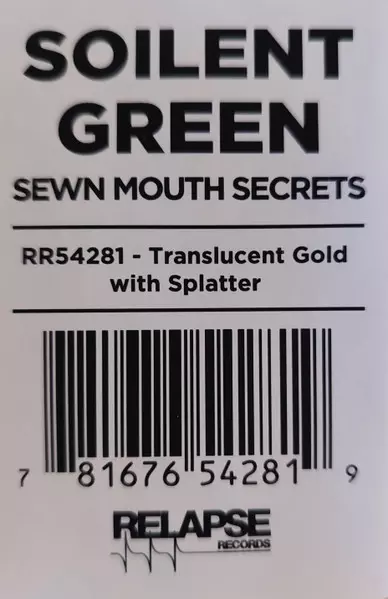 SOILENT
GREEN
SEWN MOUTH SECRETS
RR54281 - Translucent Gold
with Splatter
7 81676 54281 9
RELAPSE
RECORDS